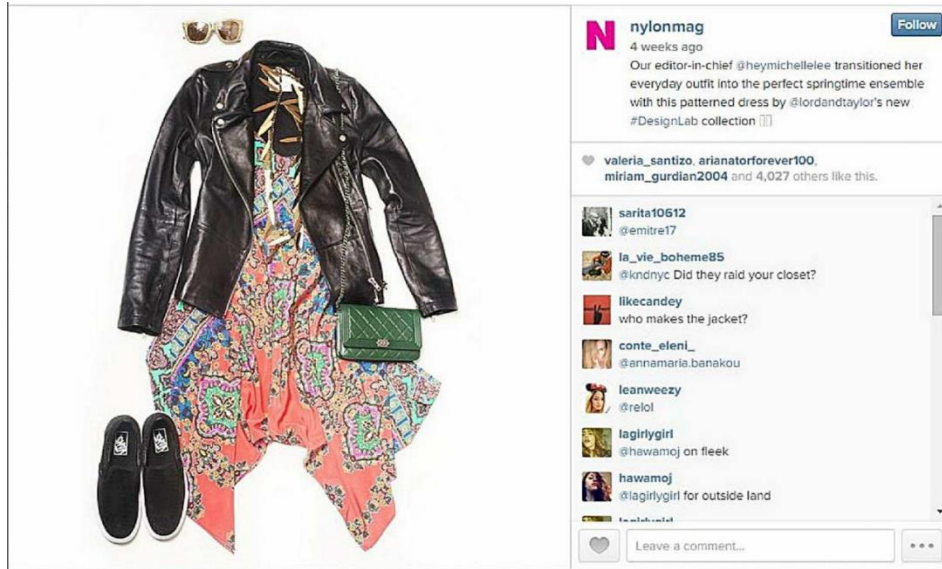 N
nylonmag
Follow
4 weeks ago
Our editor-in-chief @heymichellelee transitioned her
everyday outfit into the perfect springtime ensemble
with this patterned dress by @lordandtaylor's new
#DesignLab collection
valeria_santizo, arianatorforever100,
miriam_gurdian2004 and 4,027 others like this.
sarita10612
@emitre17
la_vie_boheme85
@kndnyc Did they raid your closet?
likecandey
who makes the jacket?
conte_eleni_
@annamaria.banakou
leanweezy
@relol
lagirlygirl
@hawamoj on fleek
hawamoj
@lagirlygirl for outside land
Leave a comment...